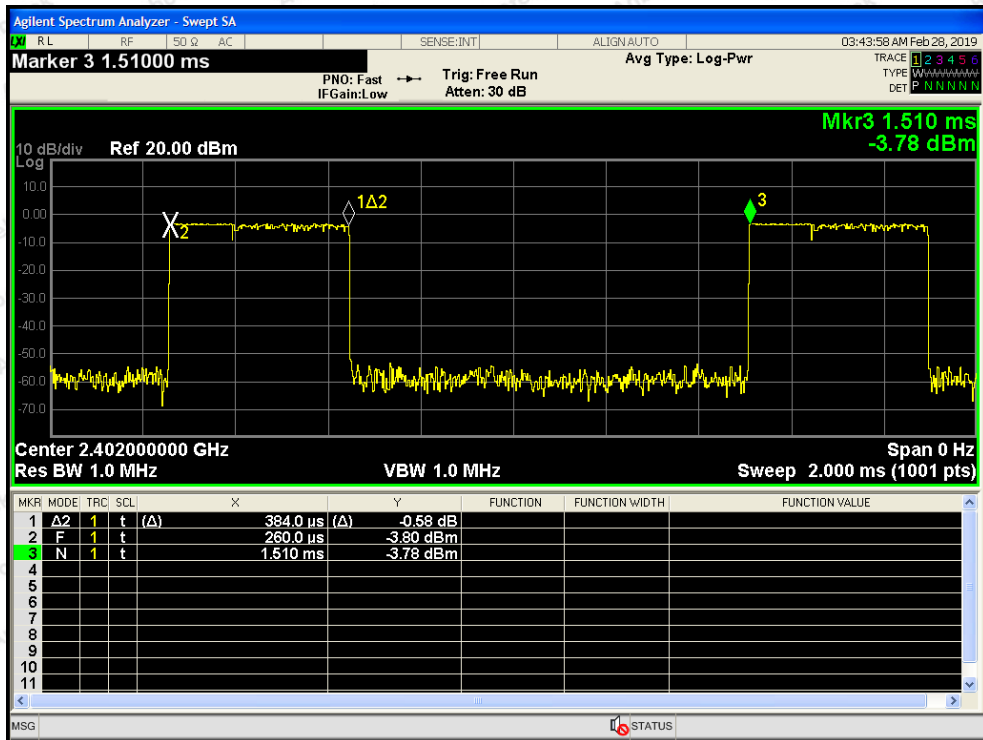 Agilent Spectrum Analyzer - Swept SA
LXI RL RF 50 Ω AC SENSE:INT ALIGN AUTO 03:43:58 AM Feb 28, 2019
Marker 3 1.51000 ms Avg Type: Log-Pwr TRACE 1 2 3 4 5 6
PNO: Fast Trig: Free Run TYPE W
IFGain:Low Atten: 30 dB DET P N N N N N
Mkr3 1.510 ms
10 dB/div Ref 20.00 dBm -3.78 dBm
Log
10.0
1Δ2 3
0.00
2
-10.0
-20.0
-30.0
-40.0
-50.0
-60.0
-70.0
Center 2.402000000 GHz Span 0 Hz
Res BW 1.0 MHz VBW 1.0 MHz Sweep 2.000 ms (1001 pts)
MKR MODE TRC SCL X Y FUNCTION FUNCTION WIDTH FUNCTION VALUE
1 Δ2 1 t (Δ) 384.0 µs (Δ) -0.58 dB
2 F 1 t 260.0 µs -3.80 dBm
3 N 1 t 1.510 ms -3.78 dBm
4
5
6
7
8
9
10
11
MSG STATUS